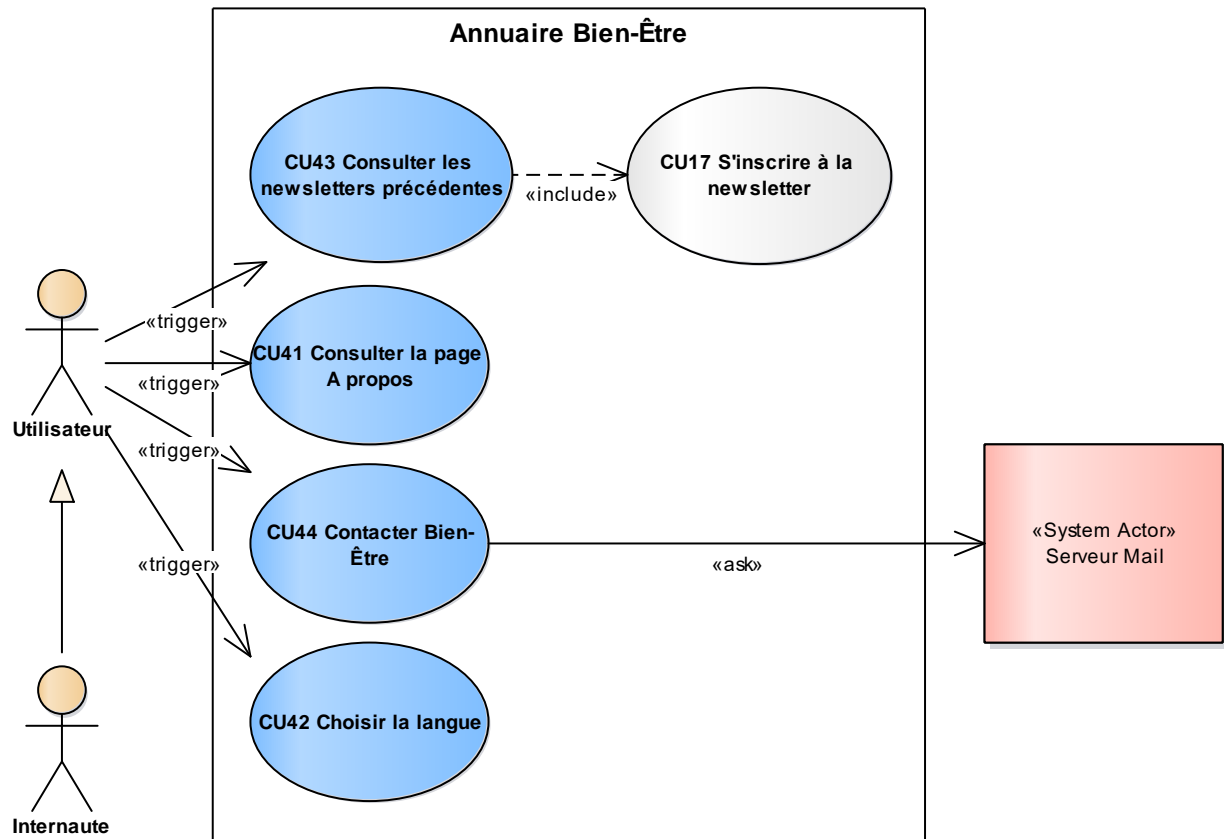 Annuaire Bien-Être
CU43 Consulter les
newsletters précédentes
«include»
CU17 S'inscrire à la
newsletter
«trigger»
CU41 Consulter la page
A propos
«trigger»
Utilisateur
«trigger»
CU44 Contacter Bien-
Être
«ask»
«System Actor»
Serveur Mail
«trigger»
CU42 Choisir la langue
Internaute